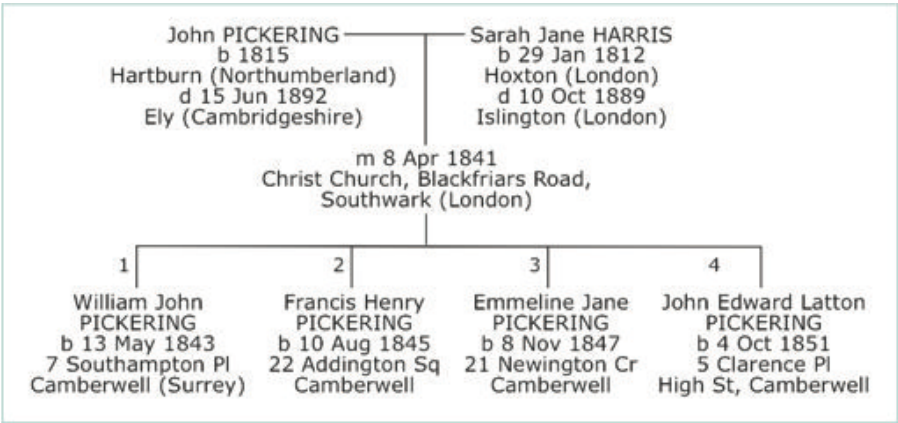 John PICKERING
b 1815
Hartburn (Northumberland)
d 15 Jun 1892
Ely (Cambridgeshire)
Sarah Jane HARRIS
b 29 Jan 1812
Hoxton (London)
d 10 Oct 1889
Islington (London)
m 8 Apr 1841
Christ Church, Blackfriars Road,
Southwark (London)
1
William John
PICKERING
b 13 May 1843
7 Southampton Pl
Camberwell (Surrey)
2
Francis Henry
PICKERING
b 10 Aug 1845
22 Addington Sq
Camberwell
3
Emmeline Jane
PICKERING
b 8 Nov 1847
21 Newington Cr
Camberwell
4
John Edward Latton
PICKERING
b 4 Oct 1851
5 Clarence Pl
High St, Camberwell